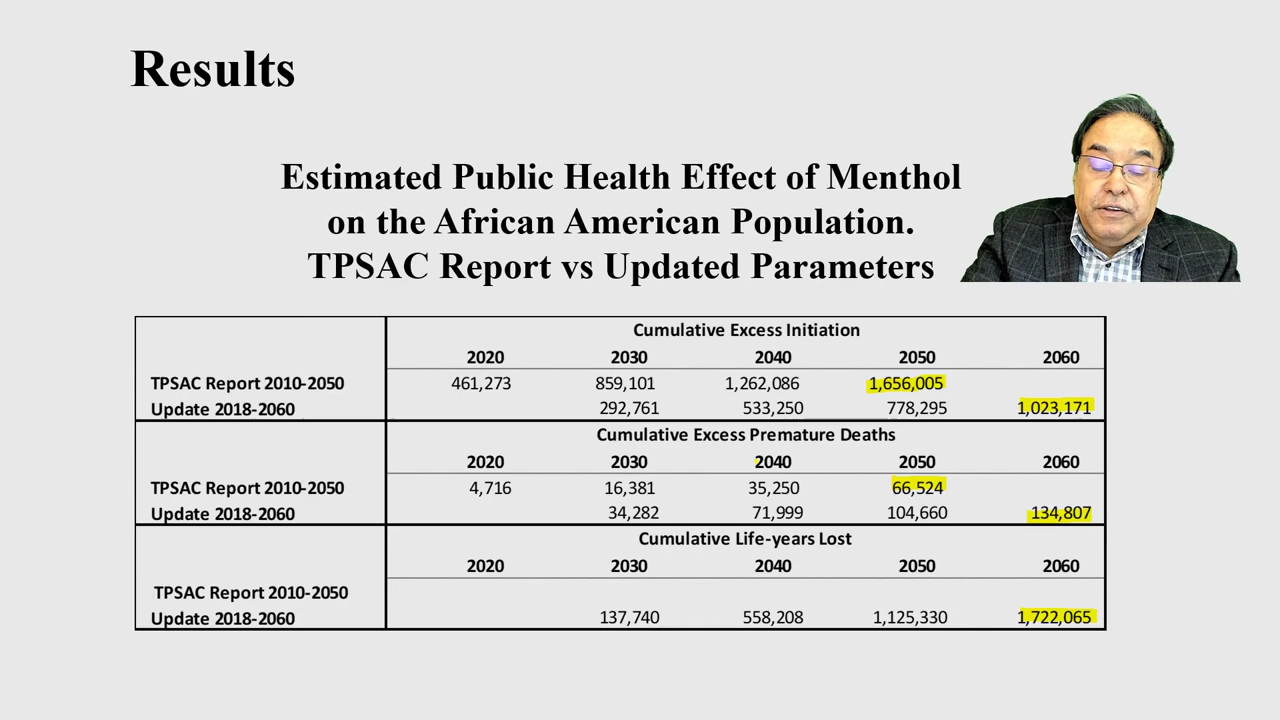 Results
Estimated Public Health Effect of Menthol
on the African American Population.
TPSAC Report vs Updated Parameters
Cumulative Excess Initiation
2020 2030 2040 2050 2060
TPSAC Report 2010-2050 461,273 859,101 1,262,086 1,656,005
Update 2018-2060 292,761 533,250 778,295 1,023,171
Cumulative Excess Premature Deaths
2020 2030 2040 2050 2060
TPSAC Report 2010-2050 4,716 16,381 35,250 66,524
Update 2018-2060 34,282 71,999 104,660 134,807
Cumulative Life-years Lost
2020 2030 2040 2050 2060
TPSAC Report 2010-2050
Update 2018-2060 137,740 558,208 1,125,330 1,722,065